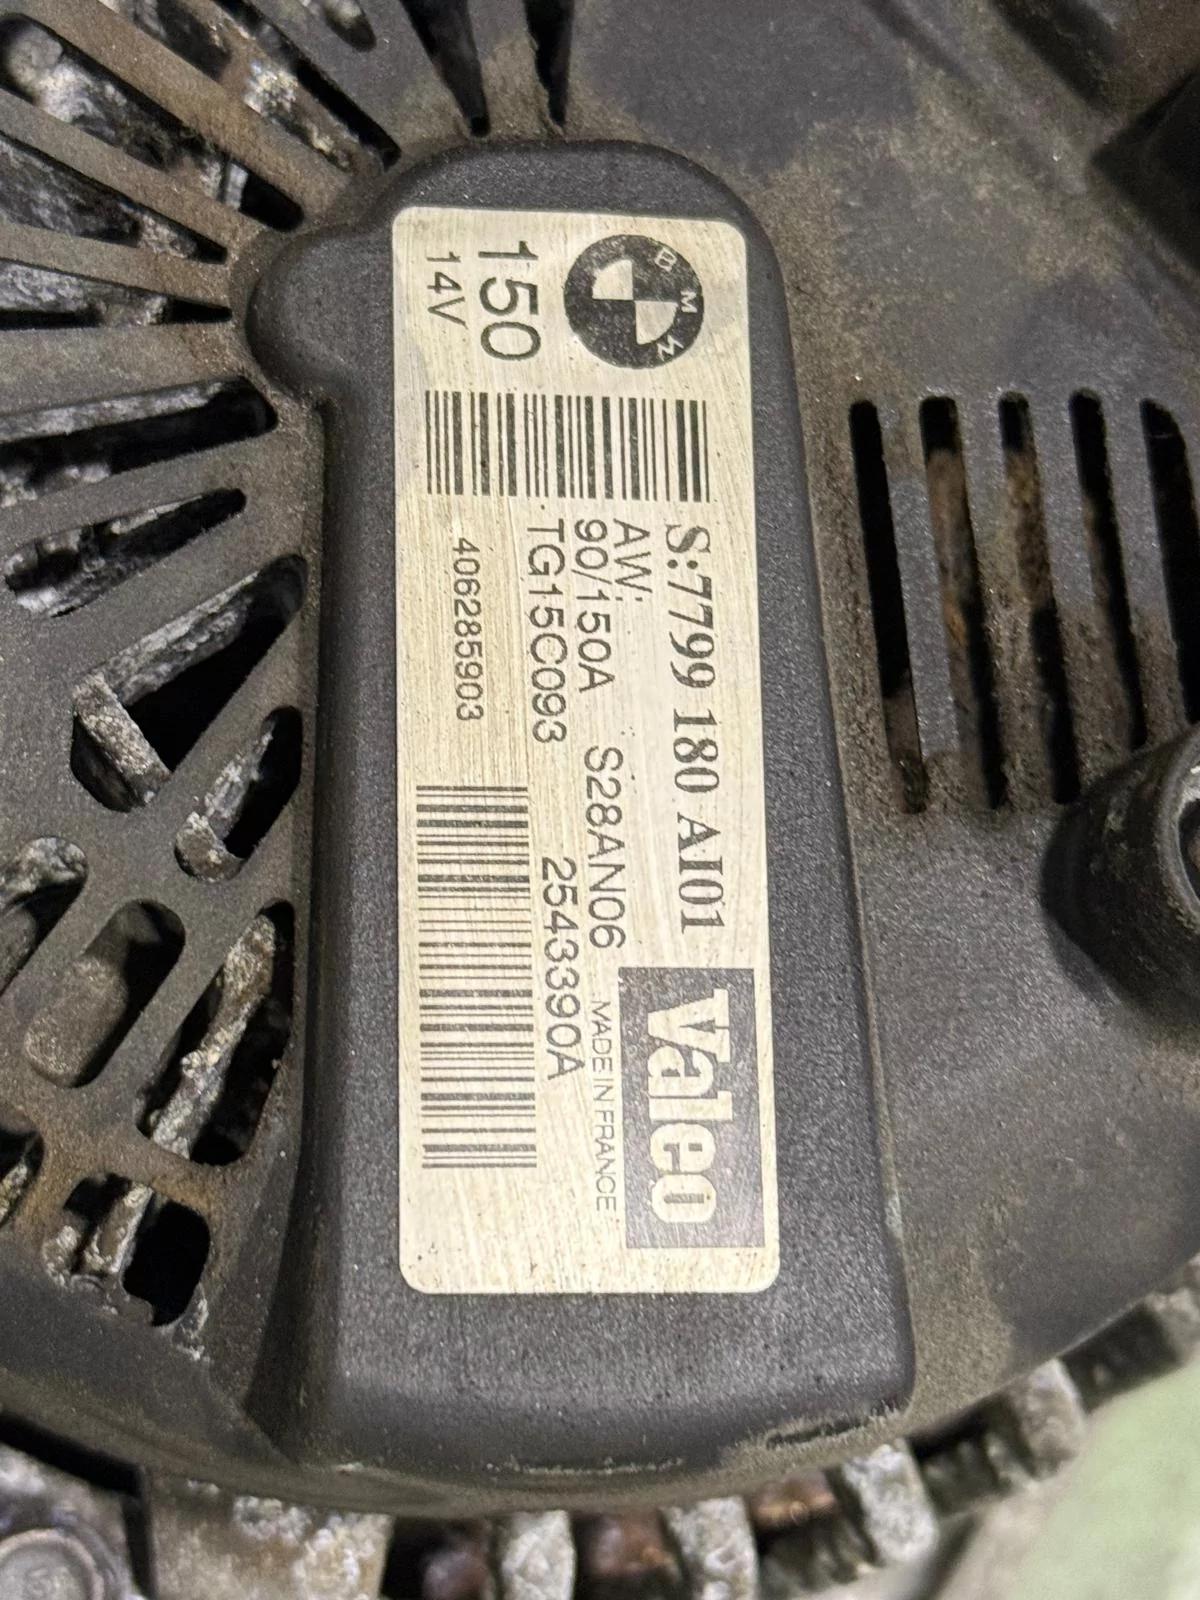 BMW
150
14V
S:7799 180 AI01
AW:
90/150A S28AN06
TG15C093 2543390A
406285903
Valeo
MADE IN FRANCE